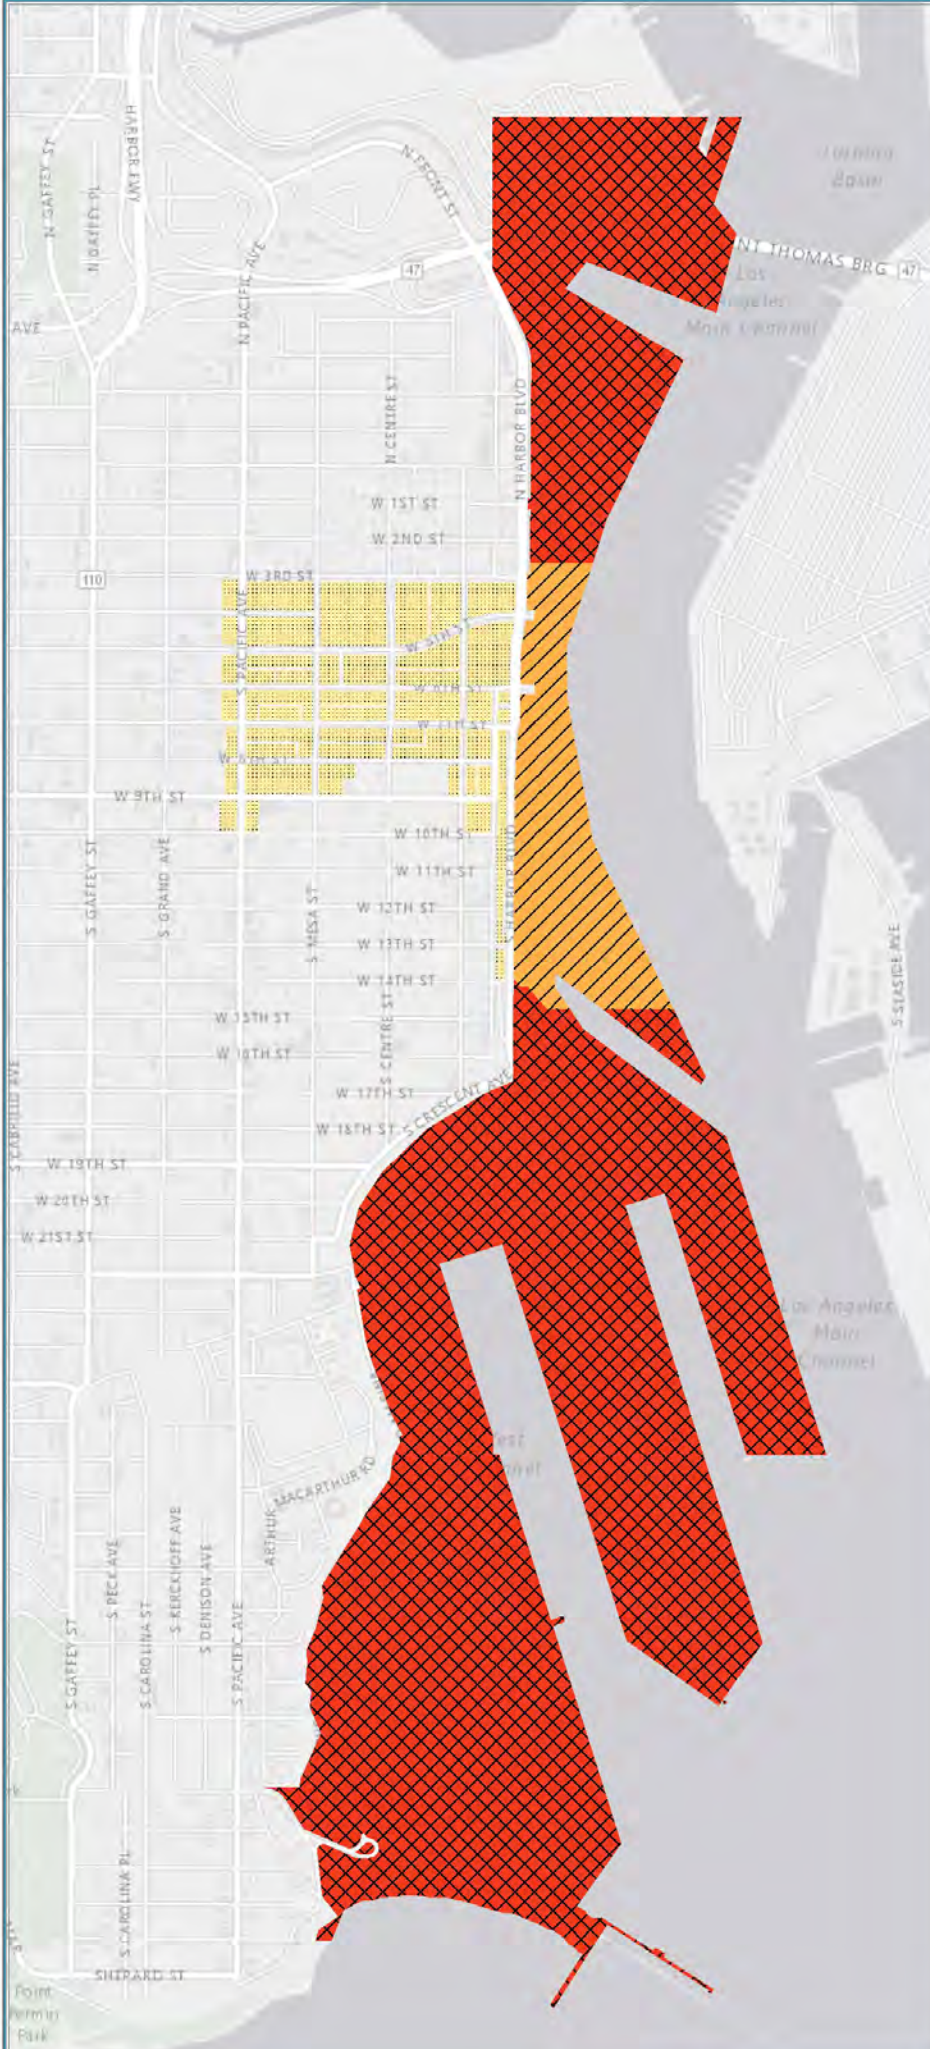 HARBOR FWY
N GAFFEY ST
N GAFFEY PL
N FRONT ST
Turning
Basin
N PACIFIC AVE
47
NT THOMAS BRG
47
Los
Angeles
Main Channel
AVE
N CENTRE ST
N HARBOR BLVD
W 1ST ST
W 2ND ST
110
W 3RD ST
S PACIFIC AVE
W 5TH ST
W 6TH ST
W 7TH ST
W 8TH ST
W 9TH ST
W 10TH ST
S GAFFEY ST
S GRAND AVE
S HARBOR BLVD
W 11TH ST
S MESA ST
W 12TH ST
W 13TH ST
S SEASIDE AVE
W 14TH ST
W 15TH ST
S CENTRE ST
W 16TH ST
S CABRILLO AVE
W 17TH ST
S CRESCENT AVE
W 18TH ST
W 19TH ST
W 20TH ST
W 21ST ST
Los Angeles
Main
Channel
MACARTHUR RD
ARTHUR
S PECK AVE
S KERCKHOFF AVE
S DENISON AVE
S CAROLINA ST
S GAFFEY ST
S PACIFIC AVE
S CAROLINA PL
SHEPARD ST
Point
Fermin
Park